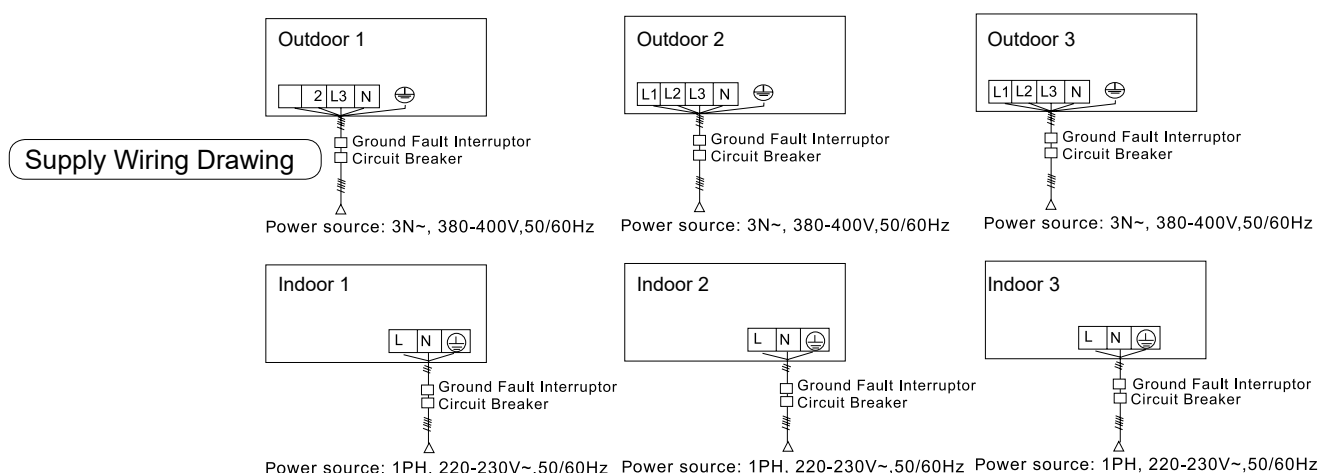 Outdoor 1
Outdoor 2
Outdoor 3
2 L3 N
L1 L2 L3 N
L1 L2 L3 N
Ground Fault Interruptor
Circuit Breaker
Ground Fault Interruptor
Circuit Breaker
Ground Fault Interruptor
Circuit Breaker
Supply Wiring Drawing
Power source: 3N~, 380-400V,50/60Hz
Power source: 3N~, 380-400V,50/60Hz
Power source: 3N~, 380-400V,50/60Hz
Indoor 1
Indoor 2
Indoor 3
L N
L N
L N
Ground Fault Interruptor
Circuit Breaker
Ground Fault Interruptor
Circuit Breaker
Ground Fault Interruptor
Circuit Breaker
Power source: 1PH, 220-230V~,50/60Hz
Power source: 1PH, 220-230V~,50/60Hz
Power source: 1PH, 220-230V~,50/60Hz